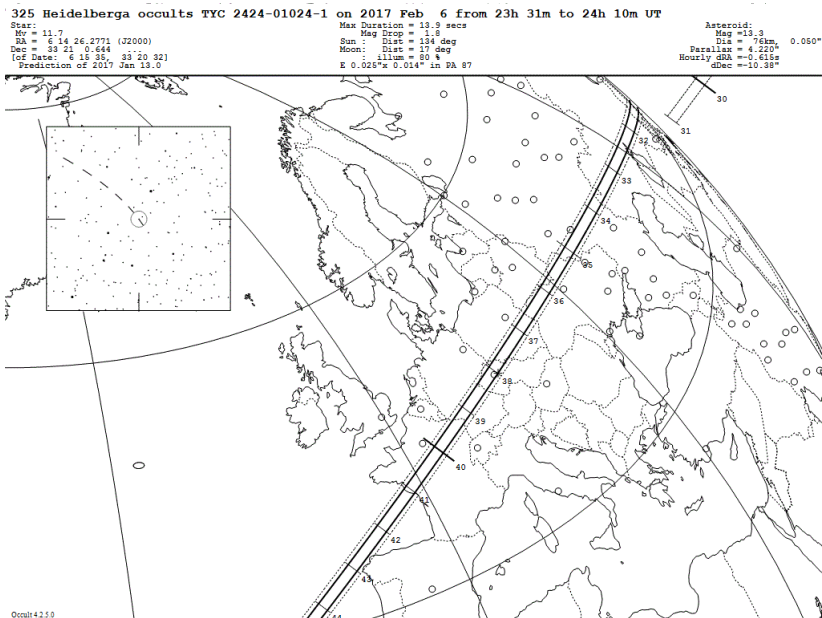 325 Heidelberga occults TYC 2424-01024-1 on 2017 Feb  6 from 23h 31m to 24h 10m UT
Star:
Mv = 11.7
RA =  6 14 26.2771 (J2000)
Dec =  33 21  0.644   ...
[of Date:  6 15 35,  33 20 32]
Prediction of 2017 Jan 13.0
Max Duration = 13.9 secs
Mag Drop =  1.8
Sun :   Dist = 134 deg
Moon:   Dist = 17 deg
:  illum = 80 %
E 0.025"x 0.014" in PA 87
Asteroid:
Mag =13.3
Dia =  76km,  0.050"
Parallax = 4.220"
Hourly dRA =-0.615s
dDec =-10.38"
30
31
32
33
34
35
36
37
38
39
40
41
42
43
44
Occult 4.2.5.0